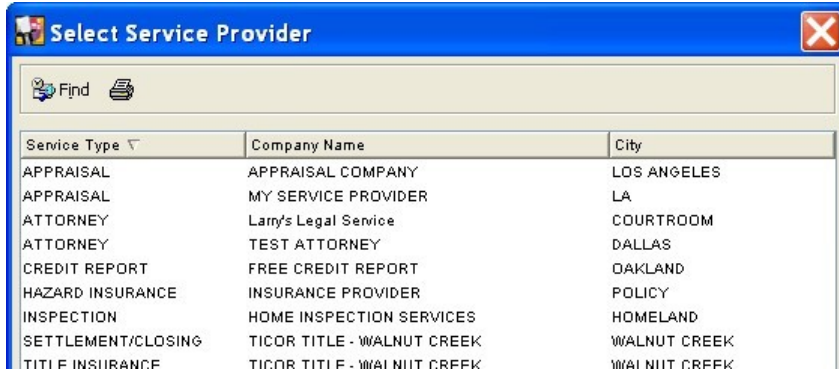 Select Service Provider
Find
Service Type Company Name City
APPRAISAL APPRAISAL COMPANY LOS ANGELES
APPRAISAL MY SERVICE PROVIDER LA
ATTORNEY Larry's Legal Service COURTROOM
ATTORNEY TEST ATTORNEY DALLAS
CREDIT REPORT FREE CREDIT REPORT OAKLAND
HAZARD INSURANCE INSURANCE PROVIDER POLICY
INSPECTION HOME INSPECTION SERVICES HOMELAND
SETTLEMENT/CLOSING TICOR TITLE - WALNUT CREEK WALNUT CREEK
TITLE INSURANCE TICOR TITLE - WALNUT CREEK WALNUT CREEK